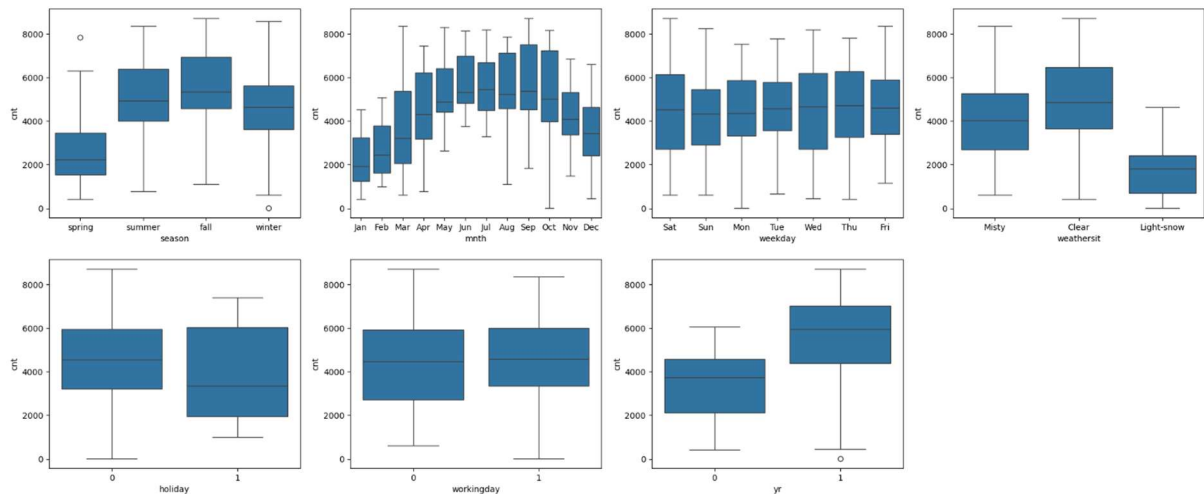 cnt
8000
6000
4000
2000
0
spring summer fall winter
season
cnt
8000
6000
4000
2000
0
Jan Feb Mar Apr May Jun Jul Aug Sep Oct Nov Dec
mnth
cnt
8000
6000
4000
2000
0
Sat Sun Mon Tue Wed Thu Fri
weekday
cnt
8000
6000
4000
2000
0
Misty Clear Light-snow
weathersit
cnt
8000
6000
4000
2000
0
0 1
holiday
cnt
8000
6000
4000
2000
0
0 1
workingday
cnt
8000
6000
4000
2000
0
0 1
yr